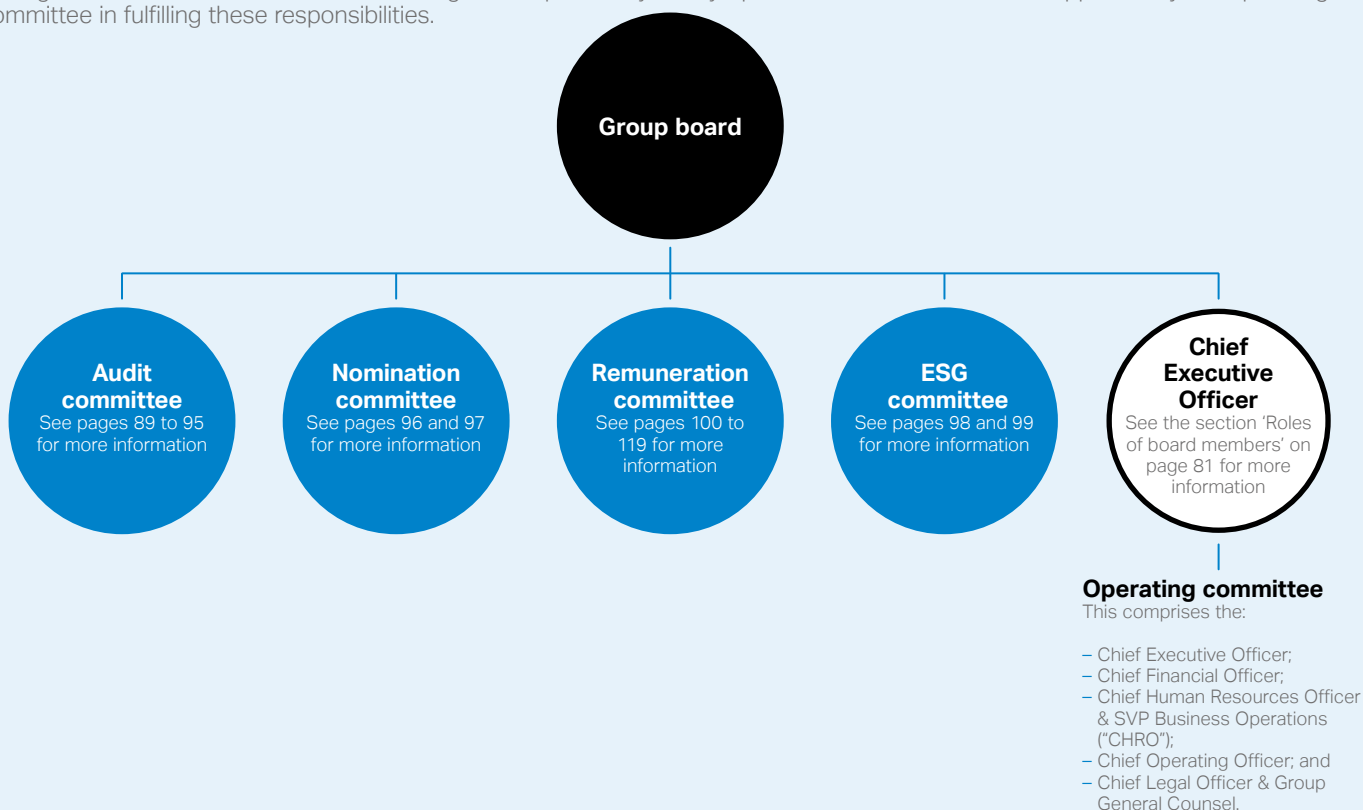 ommittee in fulfilling these responsibilities.
Group board
Audit
committee
See pages 89 to 95
for more information
Nomination
committee
See pages 96 and 97
for more information
Remuneration
committee
See pages 100 to
119 for more
information
ESG
committee
See pages 98 and 99
for more information
Chief
Executive
Officer
See the section 'Roles
of board members' on
page 81 for more
information
Operating committee
This comprises the:
– Chief Executive Officer;
– Chief Financial Officer;
– Chief Human Resources Officer
& SVP Business Operations
("CHRO");
– Chief Operating Officer; and
– Chief Legal Officer & Group
General Counsel.